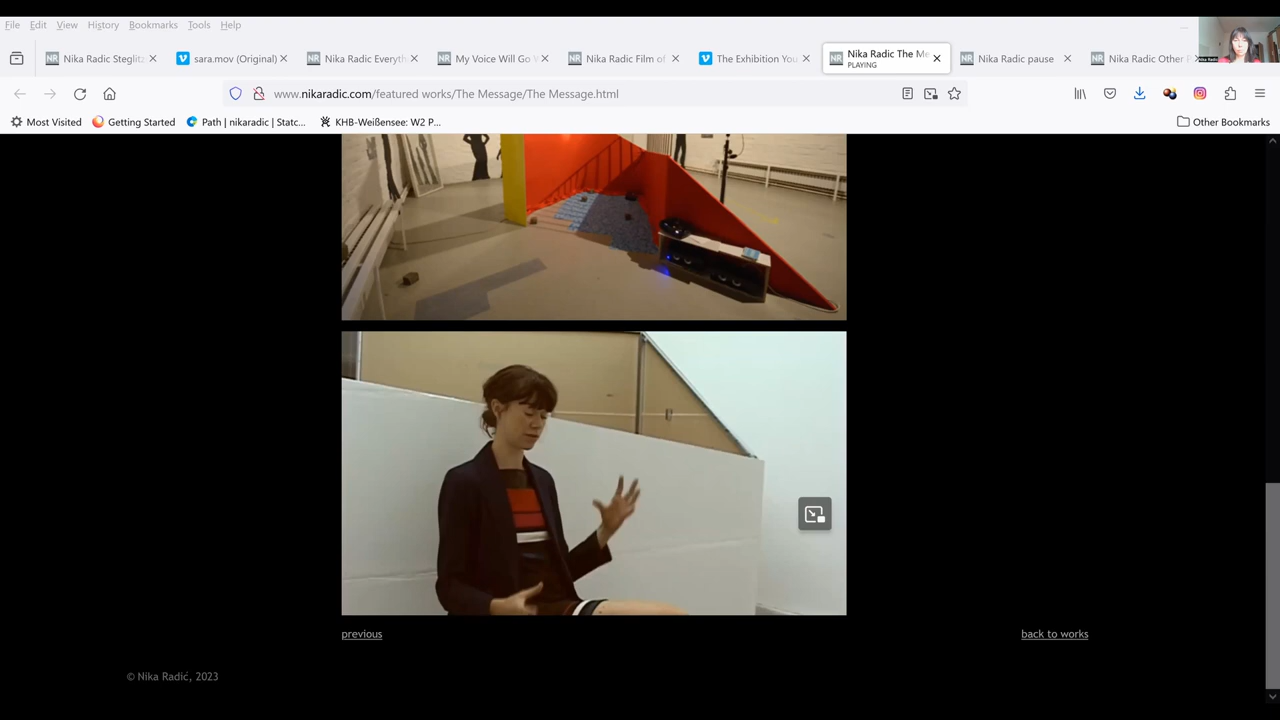 File Edit View History Bookmarks Tools Help
Nika Radic Steglitz
sara.mov (Original)
Nika Radic Everyth
My Voice Will Go W
Nika Radic Film of
The Exhibition You
Nika Radic The Me
PLAYING
Nika Radic pause
Nika Radic Other P
www.nikaradic.com/featured works/The Message/The Message.html
Most Visited
Getting Started
Path | nikaradic | Statc...
KHB-Weißensee: W2 P...
Other Bookmarks
previous
back to works
© Nika Radić, 2023